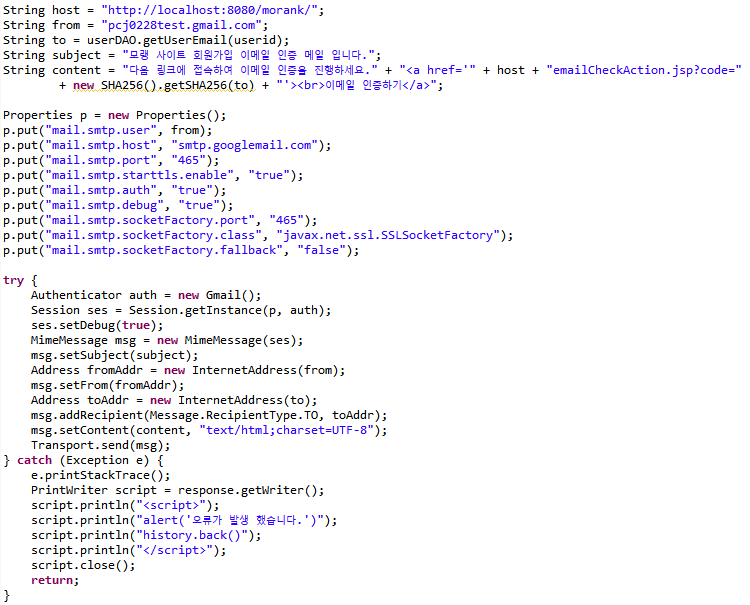 String host = "http://localhost:8080/morank/";
String from = "pcj0228test.gmail.com";
String to = userDAO.getUserEmail(userid);
String subject = "모랭 사이트 회원가입 이메일 인증 메일 입니다.";
String content = "다음 링크에 접속하여 이메일 인증을 진행하세요." + "<a href='" + host + "emailCheckAction.jsp?code="
+ new SHA256().getSHA256(to) + "'><br>이메일 인증하기</a>";
Properties p = new Properties();
p.put("mail.smtp.user", from);
p.put("mail.smtp.host", "smtp.googlemail.com");
p.put("mail.smtp.port", "465");
p.put("mail.smtp.starttls.enable", "true");
p.put("mail.smtp.auth", "true");
p.put("mail.smtp.debug", "true");
p.put("mail.smtp.socketFactory.port", "465");
p.put("mail.smtp.socketFactory.class", "javax.net.ssl.SSLSocketFactory");
p.put("mail.smtp.socketFactory.fallback", "false");
try {
Authenticator auth = new Gmail();
Session ses = Session.getInstance(p, auth);
ses.setDebug(true);
MimeMessage msg = new MimeMessage(ses);
msg.setSubject(subject);
Address fromAddr = new InternetAddress(from);
msg.setFrom(fromAddr);
Address toAddr = new InternetAddress(to);
msg.addRecipient(Message.RecipientType.TO, toAddr);
msg.setContent(content, "text/html;charset=UTF-8");
Transport.send(msg);
} catch (Exception e) {
e.printStackTrace();
PrintWriter script = response.getWriter();
script.println("<script>");
script.println("alert('오류가 발생 했습니다.')");
script.println("history.back()");
script.println("</script>");
script.close();
return;
}